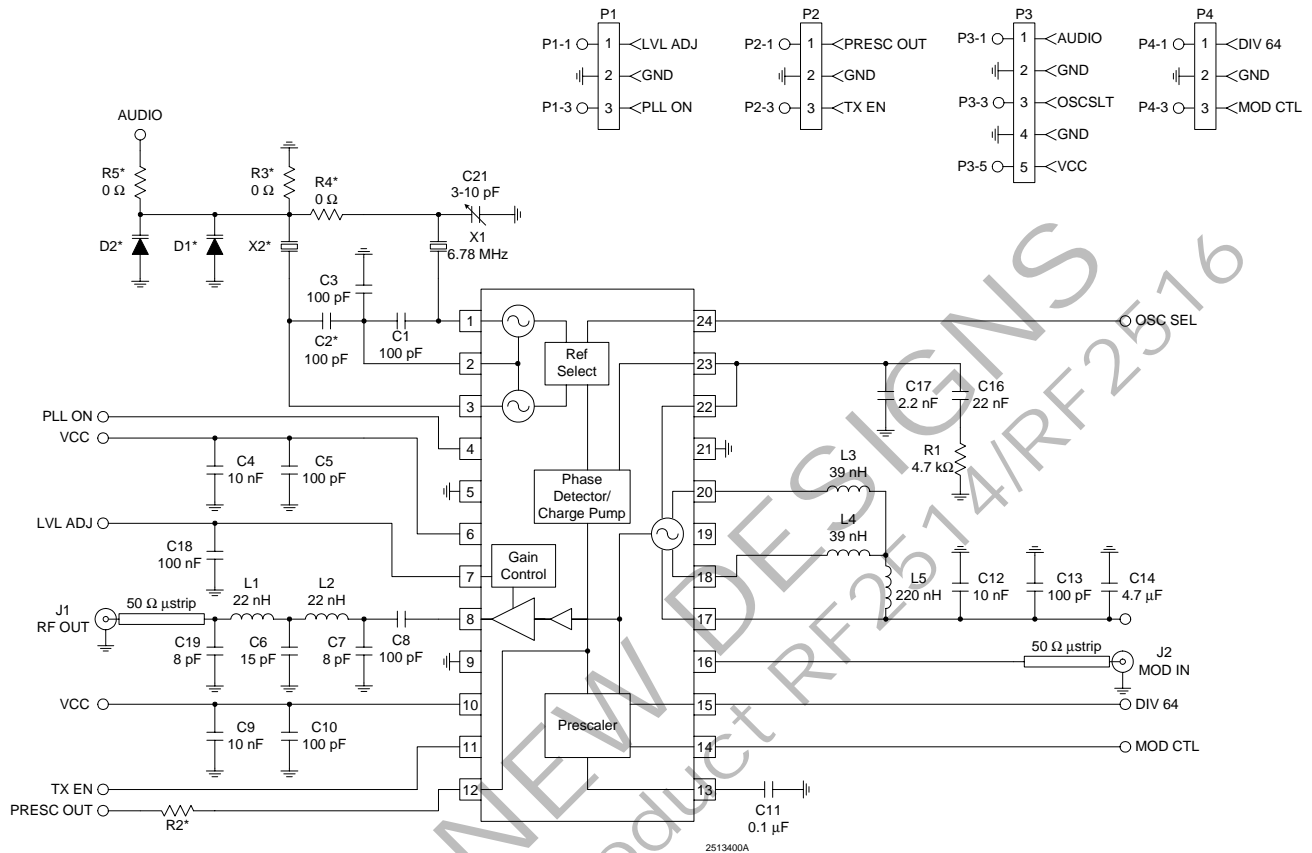 P1
P1-1 1 LVL ADJ
2 GND
P1-3 3 PLL ON
P2
P2-1 1 PRESC OUT
2 GND
P2-3 3 TX EN
P3
P3-1 1 AUDIO
2 GND
P3-3 3 OSCSLT
4 GND
P3-5 5 VCC
P4
P4-1 1 DIV 64
2 GND
P4-3 3 MOD CTL
AUDIO
R5*
0 Ω
R3*
0 Ω
R4*
0 Ω
C21
3-10 pF
D2*
D1*
X2*
X1
6.78 MHz
C3
100 pF
C2*
100 pF
C1
100 pF
1
2
3
4
5
6
7
8
9
10
11
12
24
23
22
21
20
19
18
17
16
15
14
13
Ref
Select
Phase
Detector/
Charge Pump
Gain
Control
Prescaler
OSC SEL
C17
2.2 nF
C16
22 nF
R1
4.7 kΩ
PLL ON
VCC
C4
10 nF
C5
100 pF
LVL ADJ
C18
100 nF
J1
RF OUT
50 Ω µstrip
L1
22 nH
L2
22 nH
C19
8 pF
C6
15 pF
C7
8 pF
C8
100 pF
L3
39 nH
L4
39 nH
L5
220 nH
C12
10 nF
C13
100 pF
C14
4.7 µF
50 Ω µstrip
J2
MOD IN
VCC
C9
10 nF
C10
100 pF
DIV 64
MOD CTL
TX EN
PRESC OUT
R2*
C11
0.1 µF
2513400A
NEW DESIGNS
oduct RF2514/RF2516